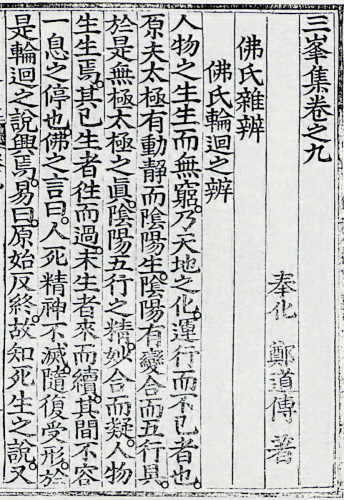 三峯集卷之九
奉化 鄭道傳 著
佛氏雜辨
佛氏輪迴之辨
人物之生生而無窮乃天地之化運行而不已者也
原夫太極有動靜而陰陽生陰陽有變合而五行具
於是無極太極之眞陰陽五行之精妙合而凝人物
生生焉其已生者徃而過未生者來而續其間不容
一息之停也佛之言曰人死精神不滅隨復受形於
是輪迴之說興焉易曰原始反終故知死生之說又